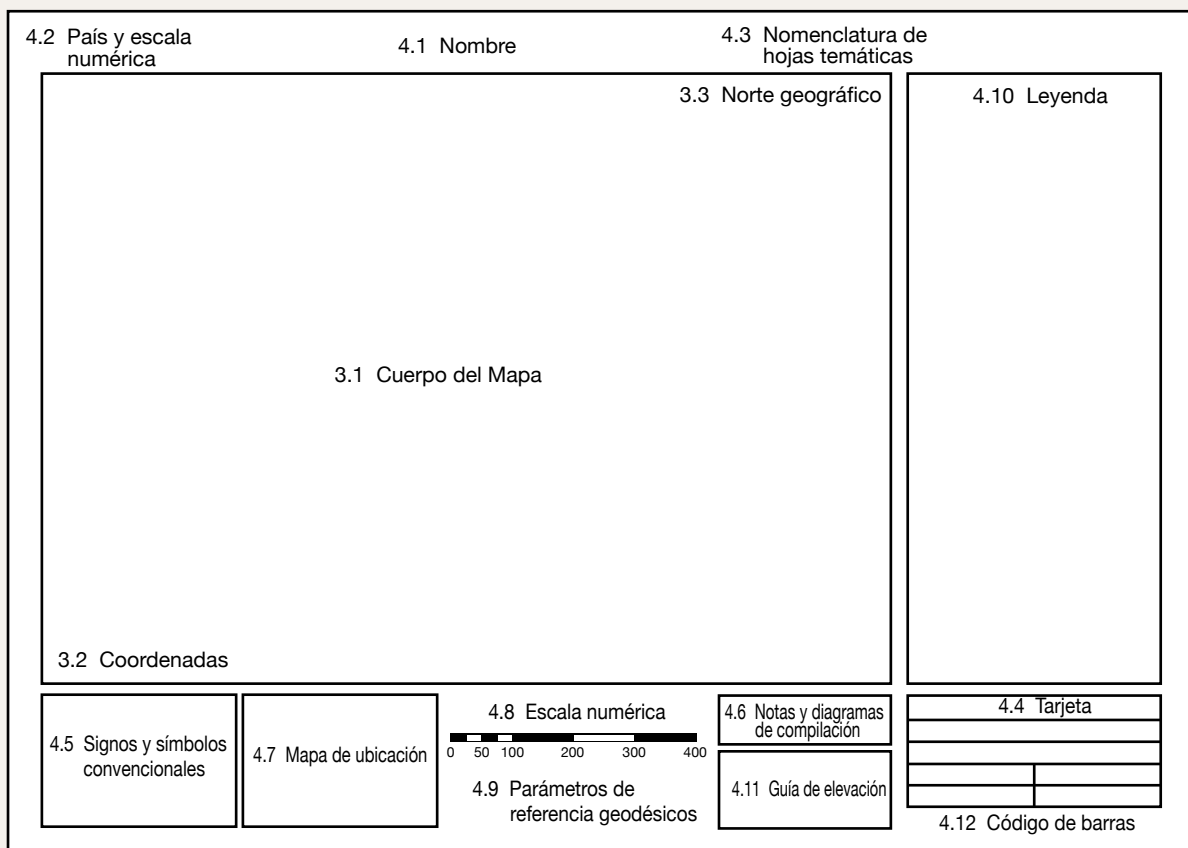 4.2 País y escala
numérica
4.1 Nombre
4.3 Nomenclatura de
hojas temáticas
3.3 Norte geográfico
4.10 Leyenda
3.1 Cuerpo del Mapa
3.2 Coordenadas
4.5 Signos y símbolos
convencionales
4.7 Mapa de ubicación
4.8 Escala numérica
0 50 100 200 300 400
4.9 Parámetros de
referencia geodésicos
4.6 Notas y diagramas
de compilación
4.11 Guía de elevación
4.4 Tarjeta
4.12 Código de barras